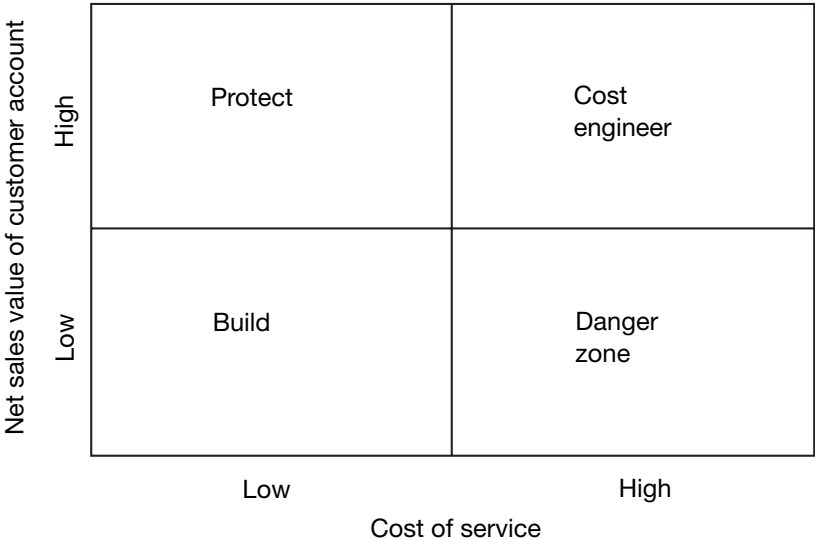 Net sales value of customer account
High
Low
Protect
Cost
engineer
Build
Danger
zone
Low
High
Cost of service